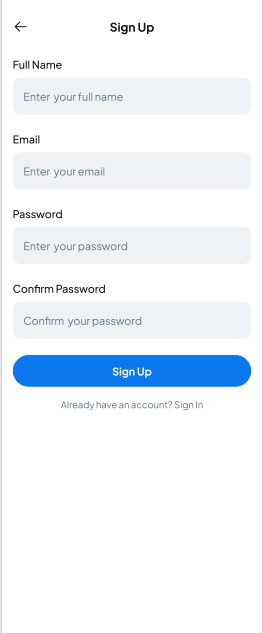 Sign Up
Full Name
Enter your full name
Email
Enter your email
Password
Enter your password
Confirm Password
Confirm your password
Sign Up
Already have an account? Sign In